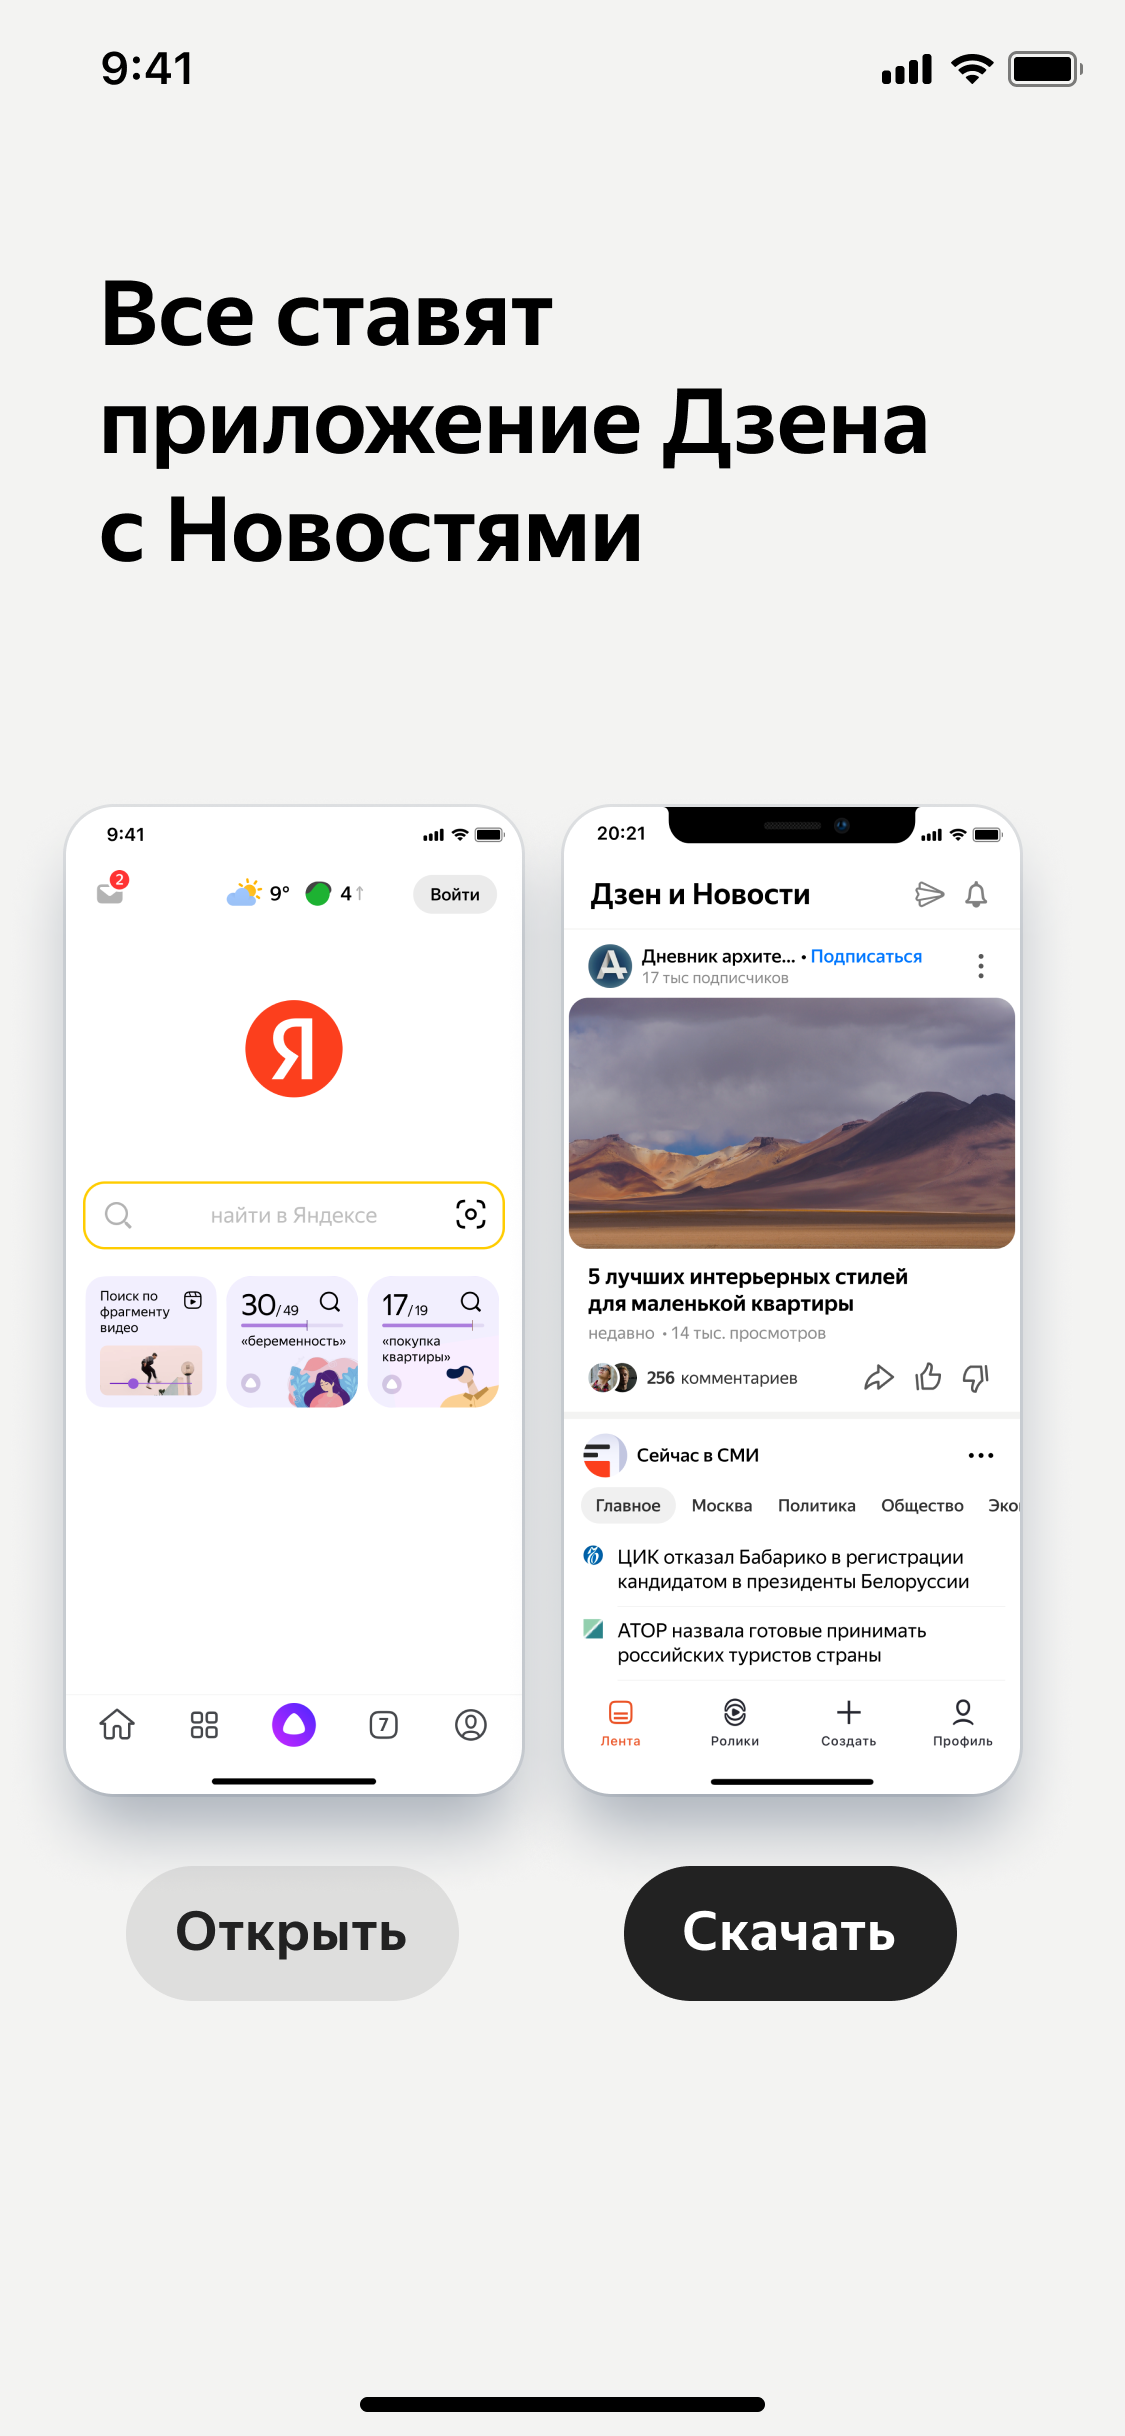 9:41
Все ставят
приложение Дзена
с Новостями
9:41
2
9°
4↑
Войти
Я
найти в Яндексе
Поиск по
фрагменту
видео
30/49
«беременность»
17/19
«покупка
квартиры»
7
20:21
Дзен и Новости
Дневник архите... • Подписаться
17 тыс подписчиков
5 лучших интерьерных стилей
для маленькой квартиры
недавно • 14 тыс. просмотров
256 комментариев
Сейчас в СМИ
Главное Москва Политика Общество Эко
ЦИК отказал Бабарико в регистрации
кандидатом в президенты Белоруссии
АТОР назвала готовые принимать
российских туристов страны
Лента Ролики Создать Профиль
Открыть
Скачать